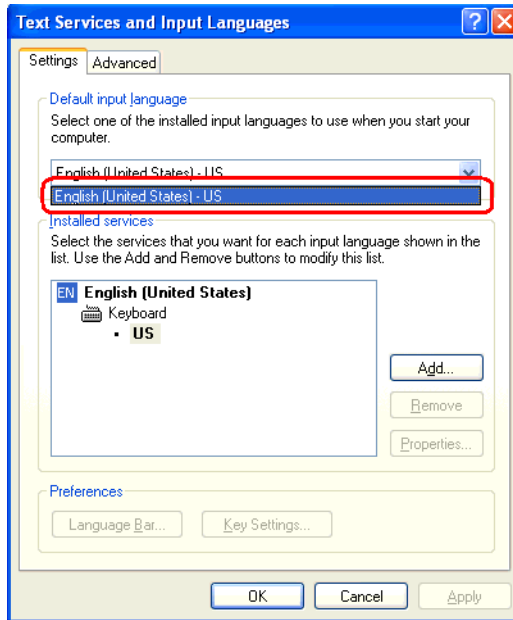 Text Services and Input Languages
Settings
Advanced
Default input language
Select one of the installed input languages to use when you start your
computer.
English (United States) - US
English (United States) - US
Installed services
Select the services that you want for each input language shown in the
list. Use the Add and Remove buttons to modify this list.
EN English (United States)
Keyboard
• US
Add...
Remove
Properties...
Preferences
Language Bar...
Key Settings...
OK
Cancel
Apply